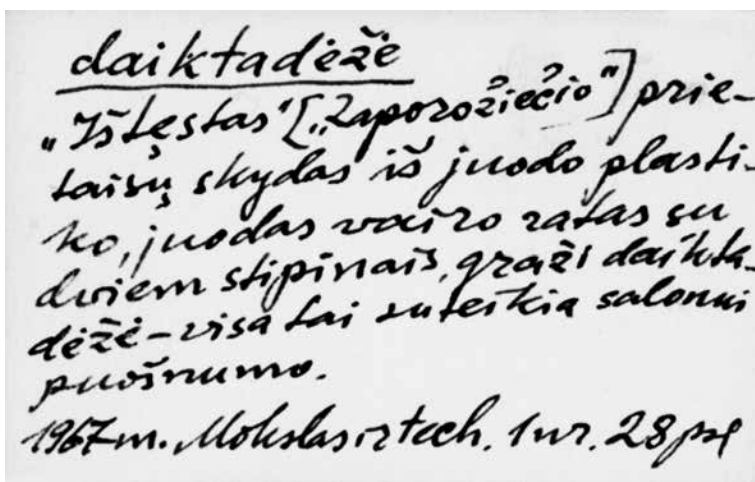 daiktadėžė
„Ištęstas“ [„Zaporožiečio“] prie-
taisų skydas iš juodo plasti-
ko, juodas vairo ratas su
dviem stipinais, graži daikta-
dėžė – visa tai suteikia salonui
puošnumo.
1967 m. Mokslas ir tech. 1 nr. 28 psl